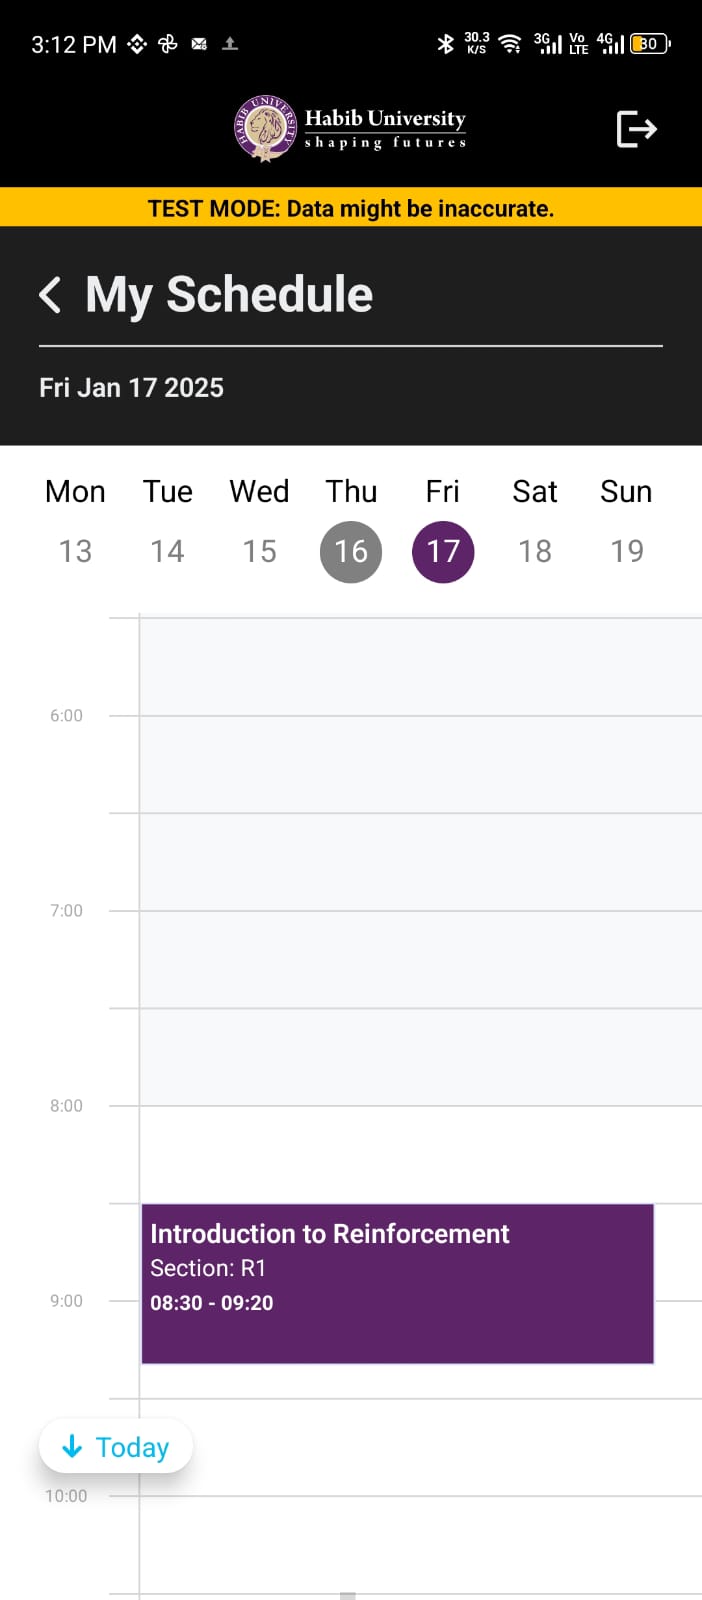 3:12 PM
30.3 K/S 3G Vo LTE 4G 30
HABIB UNIVERSITY
Habib University
shaping futures
TEST MODE: Data might be inaccurate.
My Schedule
Fri Jan 17 2025
Mon Tue Wed Thu Fri Sat Sun
13 14 15 16 17 18 19
6:00
7:00
8:00
Introduction to Reinforcement
Section: R1
9:00 08:30 - 09:20
Today
10:00